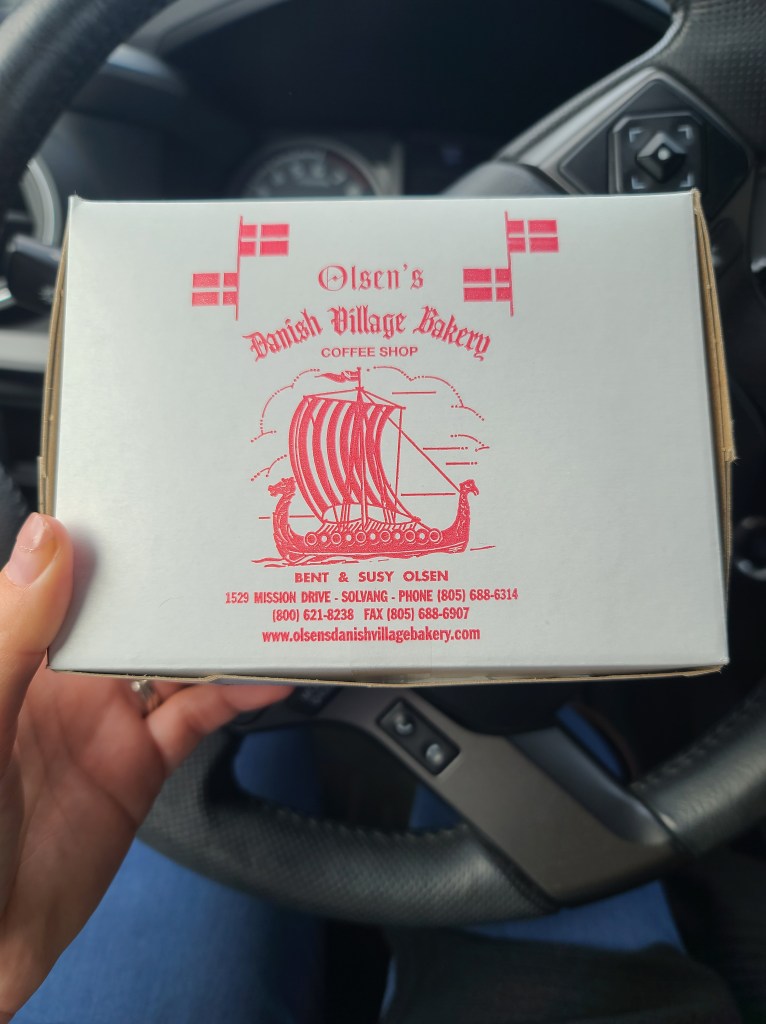 Olsen's
Danish Village Bakery
COFFEE SHOP
BENT & SUSY OLSEN
1529 MISSION DRIVE - SOLVANG - PHONE (805) 688-6314
(800) 621-8238 FAX (805) 688-6907
www.olsensdanishvillagebakery.com